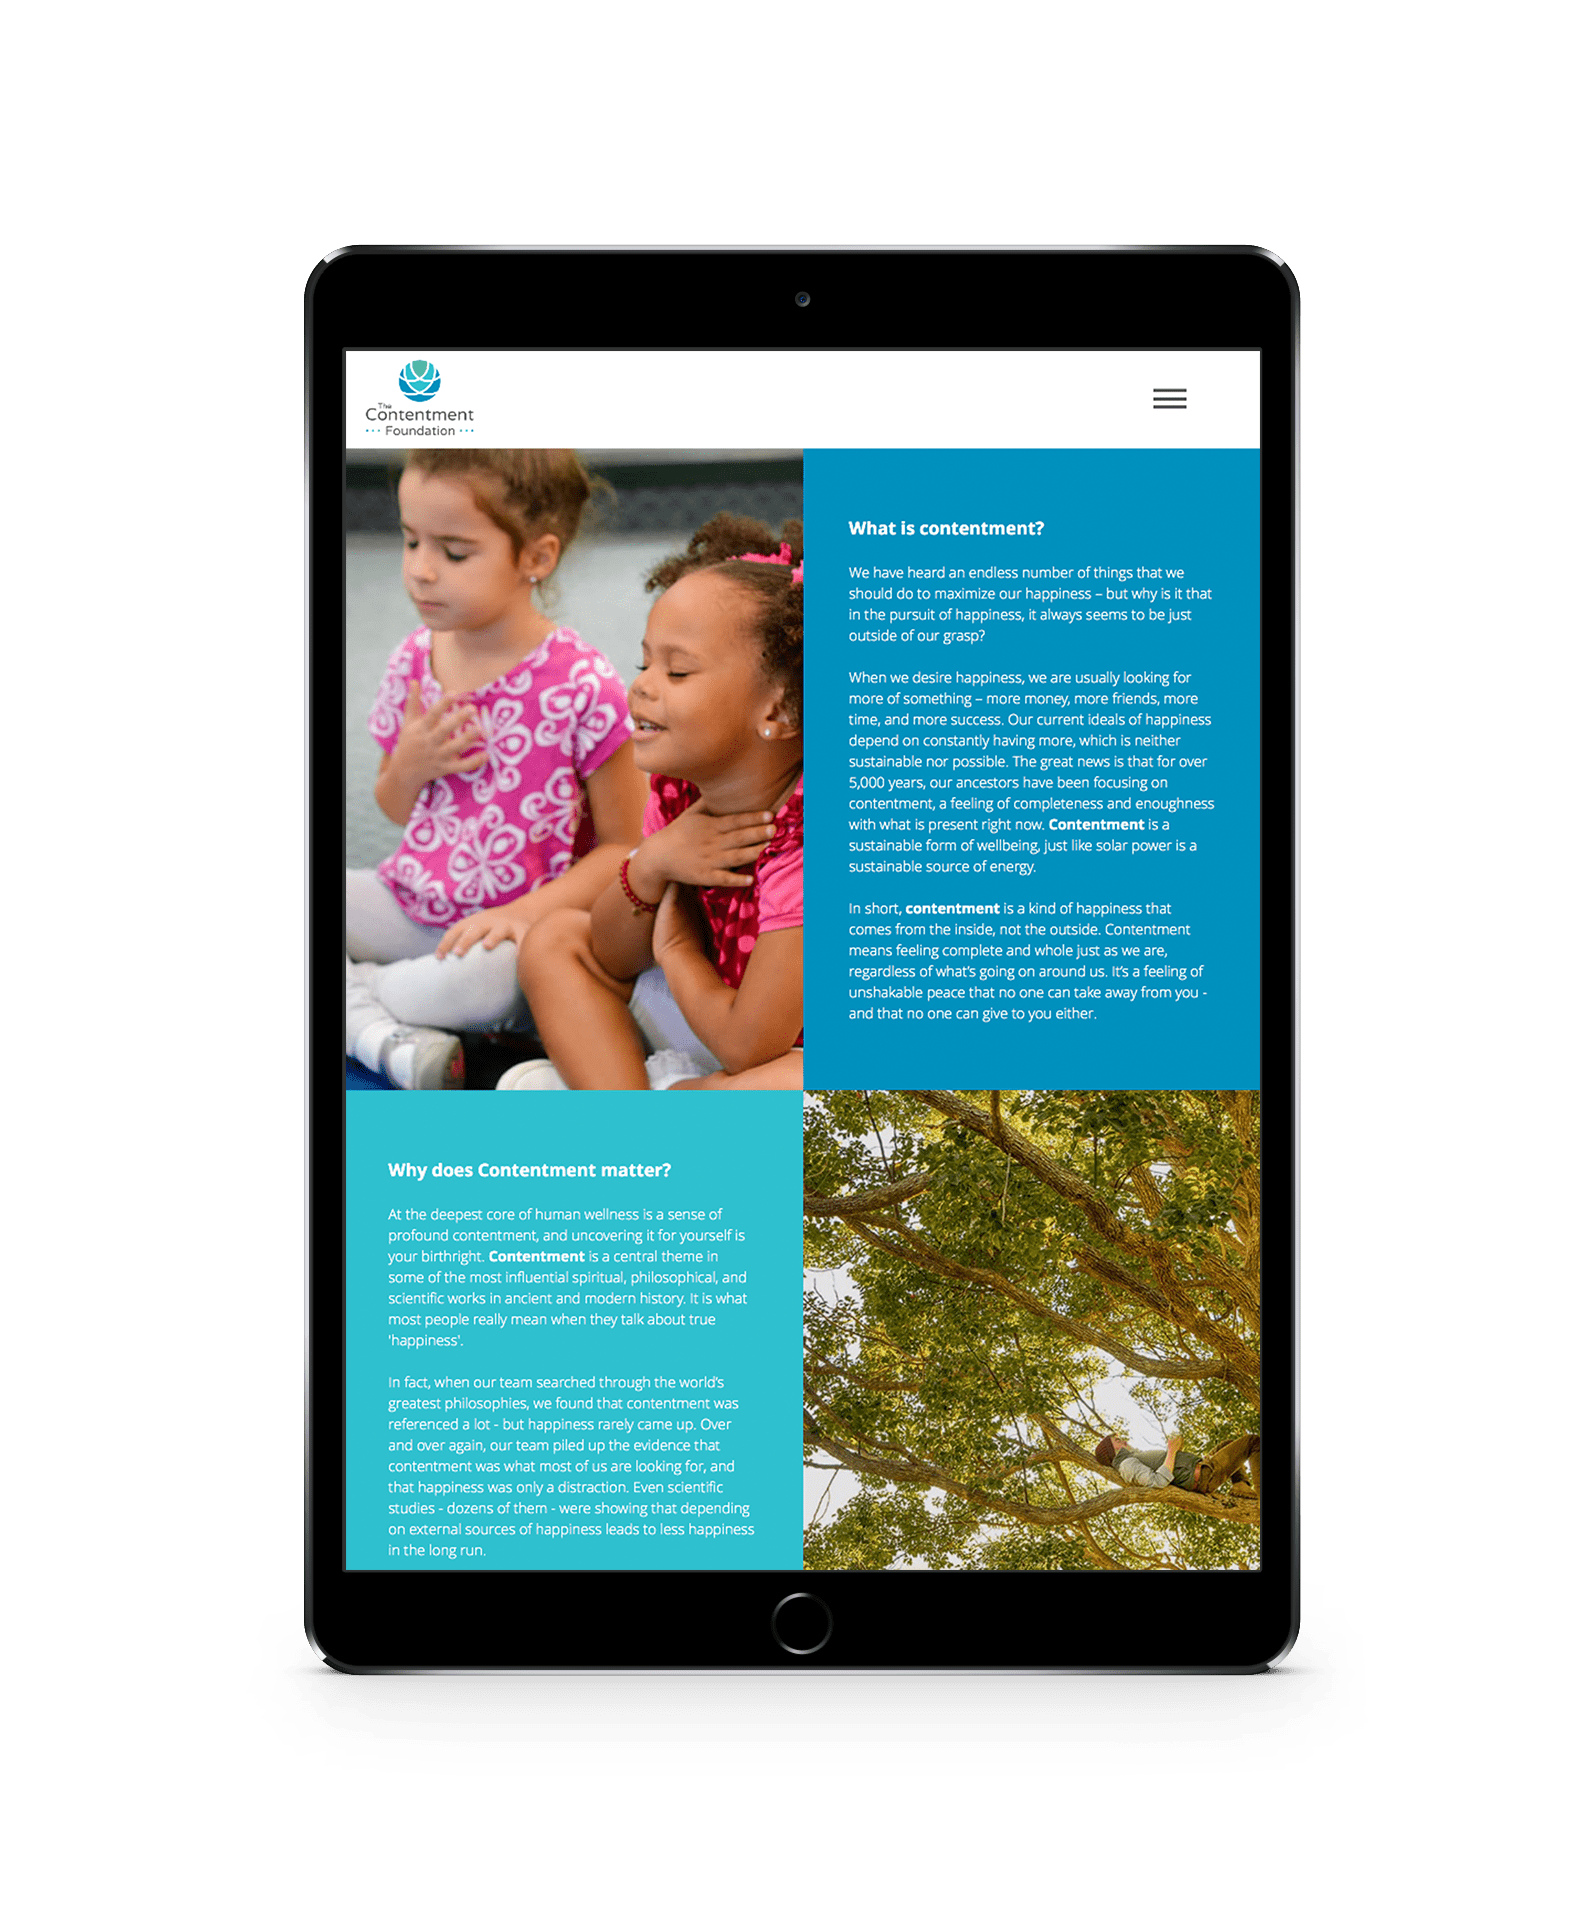 The
Contentment
Foundation
What is contentment?
We have heard an endless number of things that we
should do to maximize our happiness – but why is it that
in the pursuit of happiness, it always seems to be just
outside of our grasp?
When we desire happiness, we are usually looking for
more of something – more money, more friends, more
time, and more success. Our current ideals of happiness
depend on constantly having more, which is neither
sustainable nor possible. The great news is that for over
5,000 years, our ancestors have been focusing on
contentment, a feeling of completeness and enoughness
with what is present right now. Contentment is a
sustainable form of wellbeing, just like solar power is a
sustainable source of energy.
In short, contentment is a kind of happiness that
comes from the inside, not the outside. Contentment
means feeling complete and whole just as we are,
regardless of what's going on around us. It's a feeling of
unshakable peace that no one can take away from you -
and that no one can give to you either.
Why does Contentment matter?
At the deepest core of human wellness is a sense of
profound contentment, and uncovering it for yourself is
your birthright. Contentment is a central theme in
some of the most influential spiritual, philosophical, and
scientific works in ancient and modern history. It is what
most people really mean when they talk about true
'happiness'.
In fact, when our team searched through the world's
greatest philosophies, we found that contentment was
referenced a lot - but happiness rarely came up. Over
and over again, our team piled up the evidence that
contentment was what most of us are looking for, and
that happiness was only a distraction. Even scientific
studies - dozens of them - were showing that depending
on external sources of happiness leads to less happiness
in the long run.